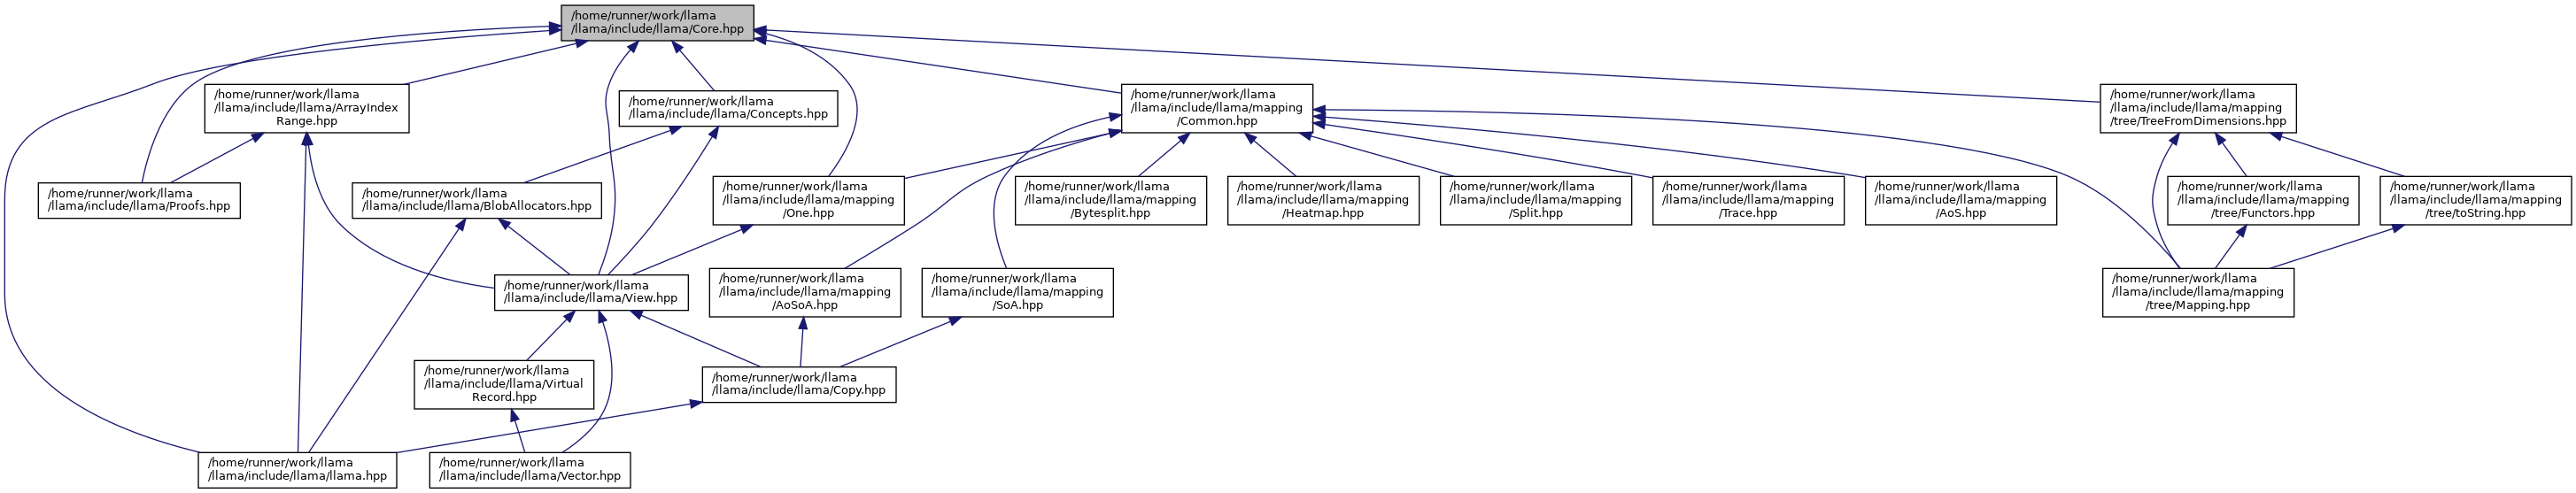 /home/runner/work/llama
/llama/include/llama/Core.hpp
/home/runner/work/llama
/llama/include/llama/ArrayIndex
Range.hpp
/home/runner/work/llama
/llama/include/llama/Concepts.hpp
/home/runner/work/llama
/llama/include/llama/mapping
/Common.hpp
/home/runner/work/llama
/llama/include/llama/mapping
/tree/TreeFromDimensions.hpp
/home/runner/work/llama
/llama/include/llama/Proofs.hpp
/home/runner/work/llama
/llama/include/llama/BlobAllocators.hpp
/home/runner/work/llama
/llama/include/llama/mapping
/One.hpp
/home/runner/work/llama
/llama/include/llama/mapping
/Bytesplit.hpp
/home/runner/work/llama
/llama/include/llama/mapping
/Heatmap.hpp
/home/runner/work/llama
/llama/include/llama/mapping
/Split.hpp
/home/runner/work/llama
/llama/include/llama/mapping
/Trace.hpp
/home/runner/work/llama
/llama/include/llama/mapping
/AoS.hpp
/home/runner/work/llama
/llama/include/llama/mapping
/tree/Functors.hpp
/home/runner/work/llama
/llama/include/llama/mapping
/tree/toString.hpp
/home/runner/work/llama
/llama/include/llama/View.hpp
/home/runner/work/llama
/llama/include/llama/mapping
/AoSoA.hpp
/home/runner/work/llama
/llama/include/llama/mapping
/SoA.hpp
/home/runner/work/llama
/llama/include/llama/mapping
/tree/Mapping.hpp
/home/runner/work/llama
/llama/include/llama/Virtual
Record.hpp
/home/runner/work/llama
/llama/include/llama/Copy.hpp
/home/runner/work/llama
/llama/include/llama/llama.hpp
/home/runner/work/llama
/llama/include/llama/Vector.hpp